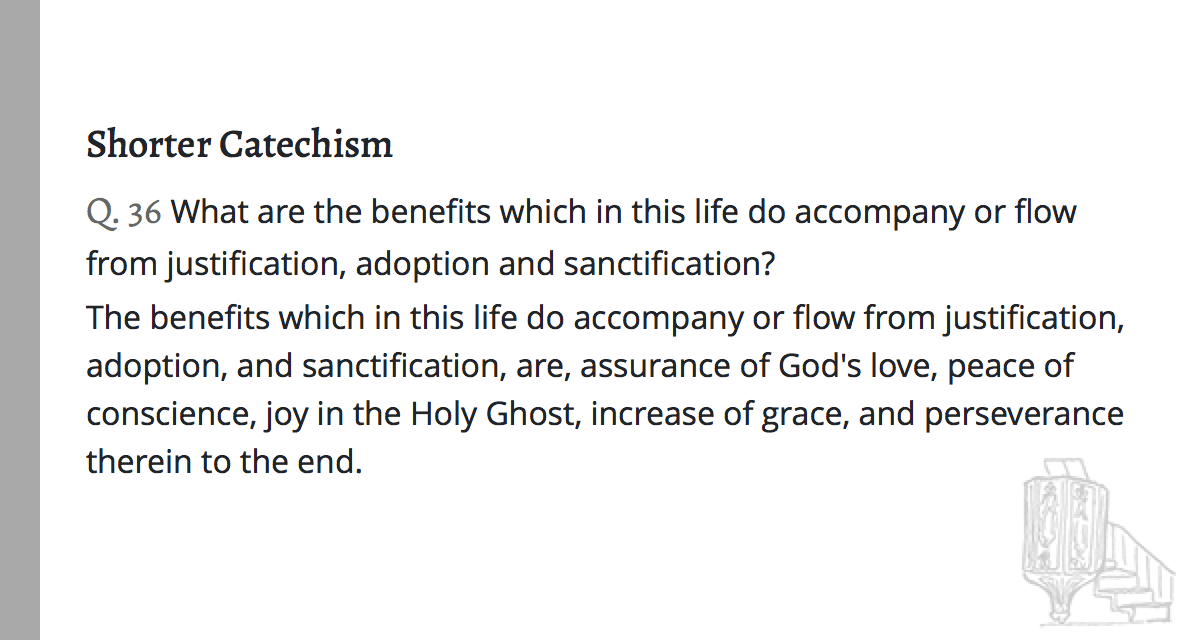 Shorter Catechism
Q. 36 What are the benefits which in this life do accompany or flow
from justification, adoption and sanctification?
The benefits which in this life do accompany or flow from justification,
adoption, and sanctification, are, assurance of God's love, peace of
conscience, joy in the Holy Ghost, increase of grace, and perseverance
therein to the end.